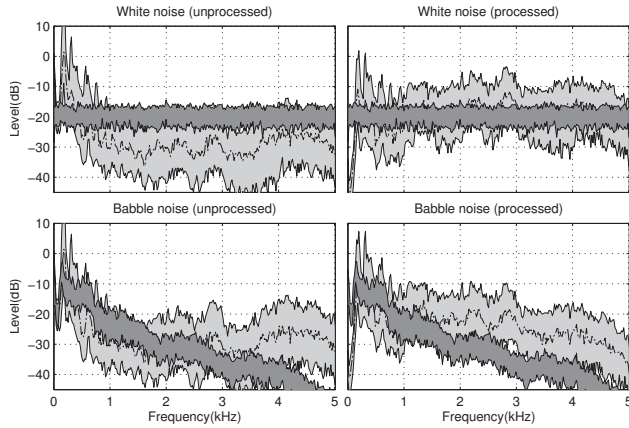 White noise (unprocessed)
White noise (processed)
10
0
−10
−20
−30
−40
Level(dB)
Babble noise (unprocessed)
Babble noise (processed)
10
0
−10
−20
−30
−40
Level(dB)
0 1 2 3 4 5
0 1 2 3 4 5
Frequency(kHz)
Frequency(kHz)